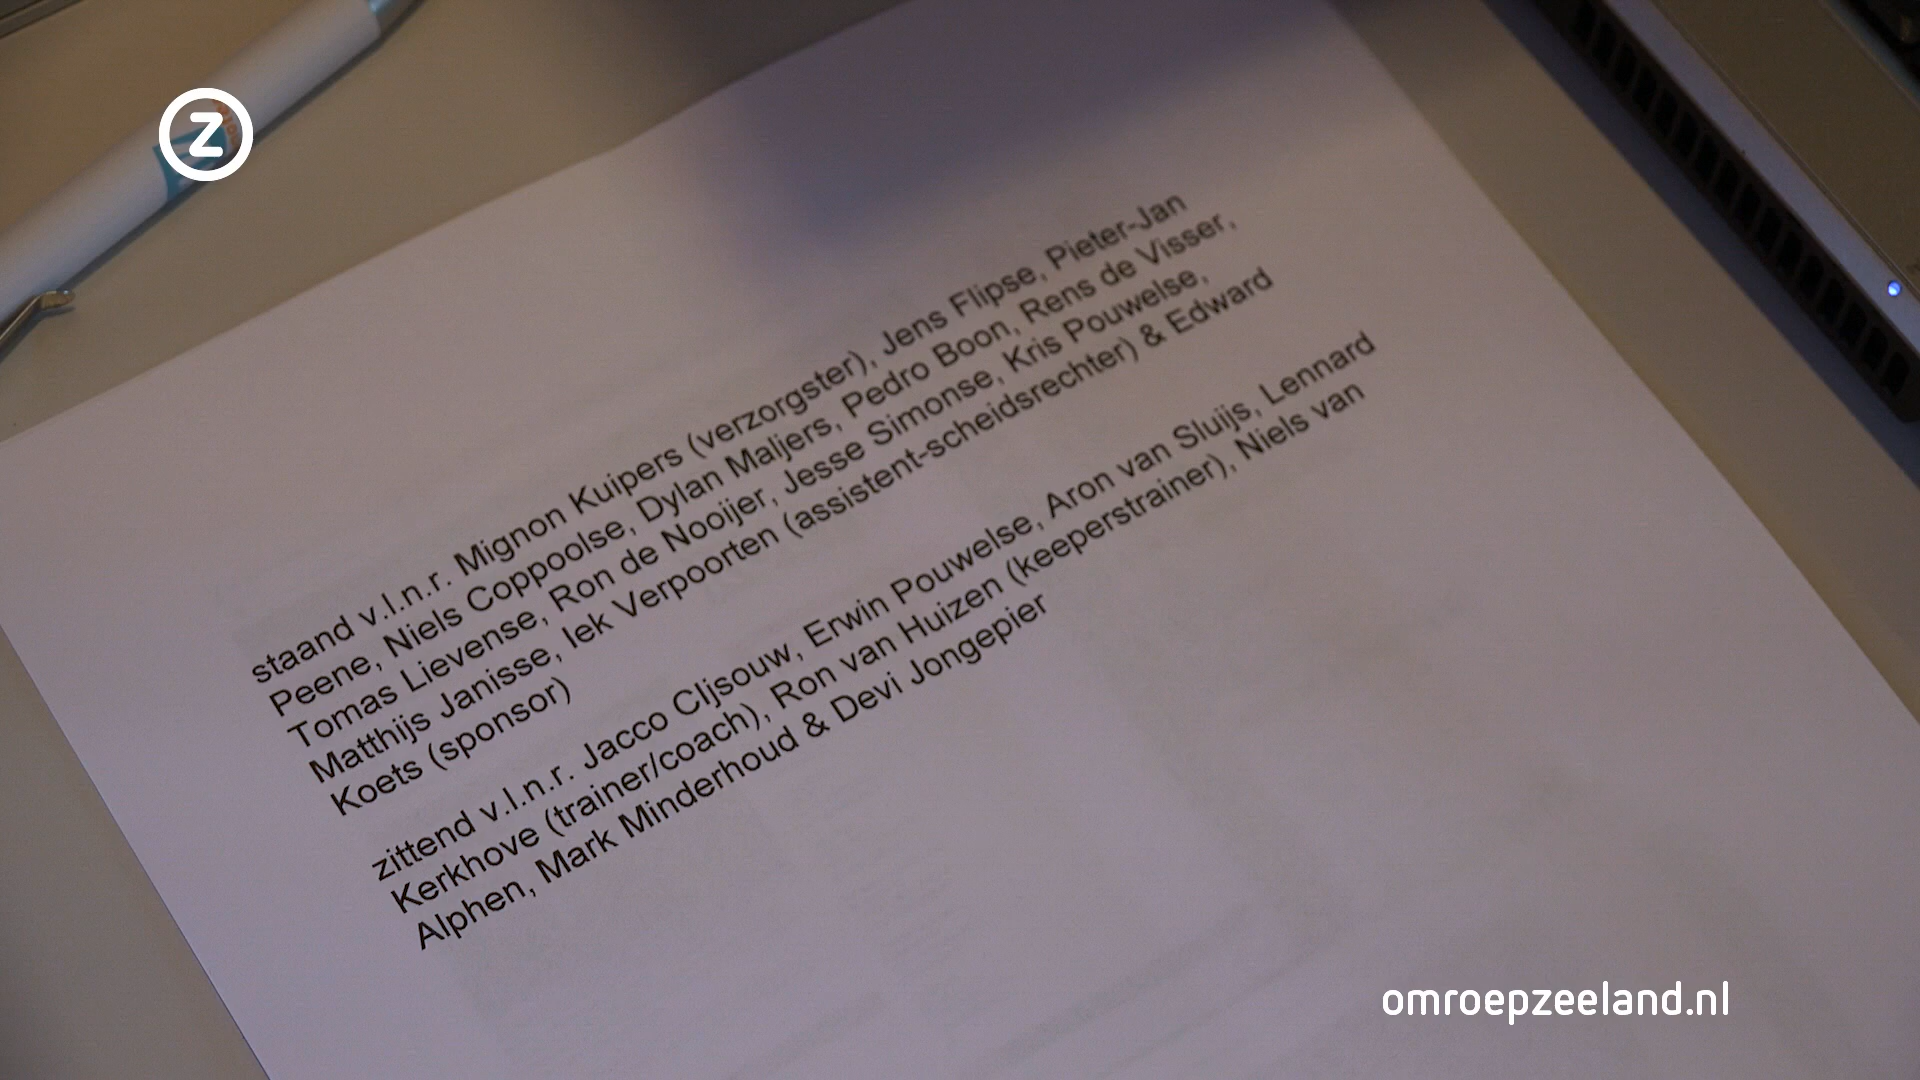 Z
staand v.l.n.r. Mignon Kuipers (verzorgster), Jens Flipse, Pieter-Jan
Peene, Niels Coppoolse, Dylan Maljers, Pedro Boon, Rens de Visser,
Tomas Lievense, Ron de Nooijer, Jesse Simonse, Kris Pouwelse,
Matthijs Janisse, Iek Verpoorten (assistent-scheidsrechter) & Edward
Koets (sponsor)
zittend v.l.n.r. Jacco CIjsouw, Erwin Pouwelse, Aron van Sluijs, Lennard
Kerkhove (trainer/coach), Ron van Huizen (keeperstrainer), Niels van
Alphen, Mark Minderhoud & Devi Jongepier
omroepzeeland.nl